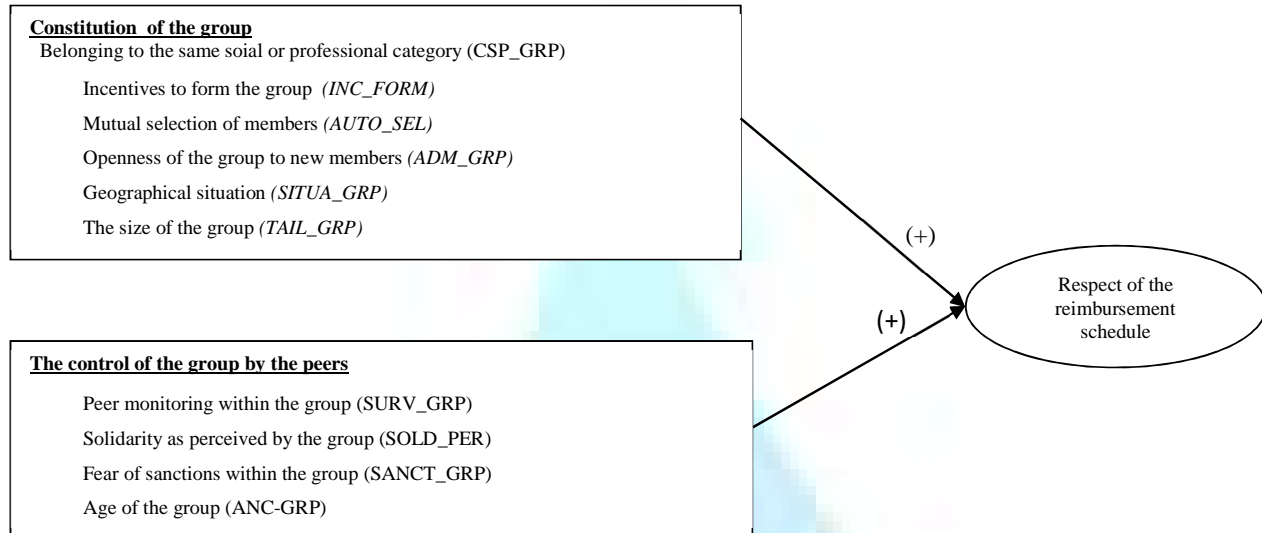 Constitution of the group
Belonging to the same soial or professional category (CSP_GRP)
Incentives to form the group (INC_FORM)
Mutual selection of members (AUTO_SEL)
Openness of the group to new members (ADM_GRP)
Geographical situation (SITUA_GRP)
The size of the group (TAIL_GRP)
(+)
Respect of the
reimbursement
schedule
(+)
The control of the group by the peers
Peer monitoring within the group (SURV_GRP)
Solidarity as perceived by the group (SOLD_PER)
Fear of sanctions within the group (SANCT_GRP)
Age of the group (ANC-GRP)